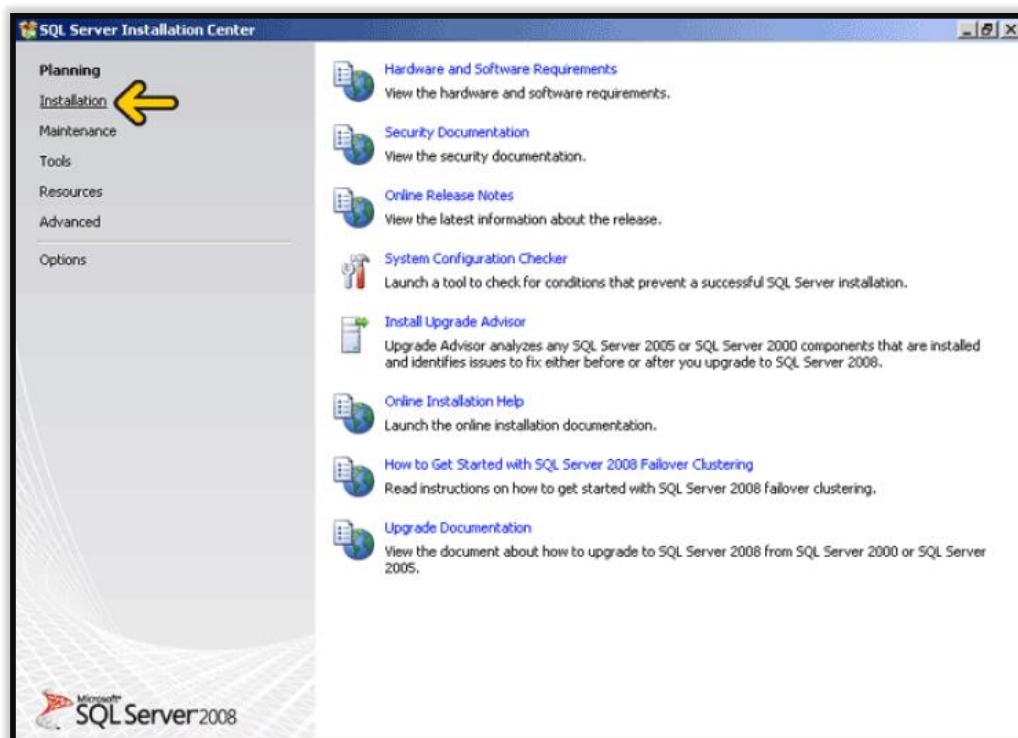 SQL Server Installation Center
Planning
Installation
Maintenance
Tools
Resources
Advanced
Options
Hardware and Software Requirements
View the hardware and software requirements.
Security Documentation
View the security documentation.
Online Release Notes
View the latest information about the release.
System Configuration Checker
Launch a tool to check for conditions that prevent a successful SQL Server installation.
Install Upgrade Advisor
Upgrade Advisor analyzes any SQL Server 2005 or SQL Server 2000 components that are installed
and identifies issues to fix either before or after you upgrade to SQL Server 2008.
Online Installation Help
Launch the online installation documentation.
How to Get Started with SQL Server 2008 Failover Clustering
Read instructions on how to get started with SQL Server 2008 failover clustering.
Upgrade Documentation
View the document about how to upgrade to SQL Server 2008 from SQL Server 2000 or SQL Server
2005.
Microsoft
SQL Server 2008